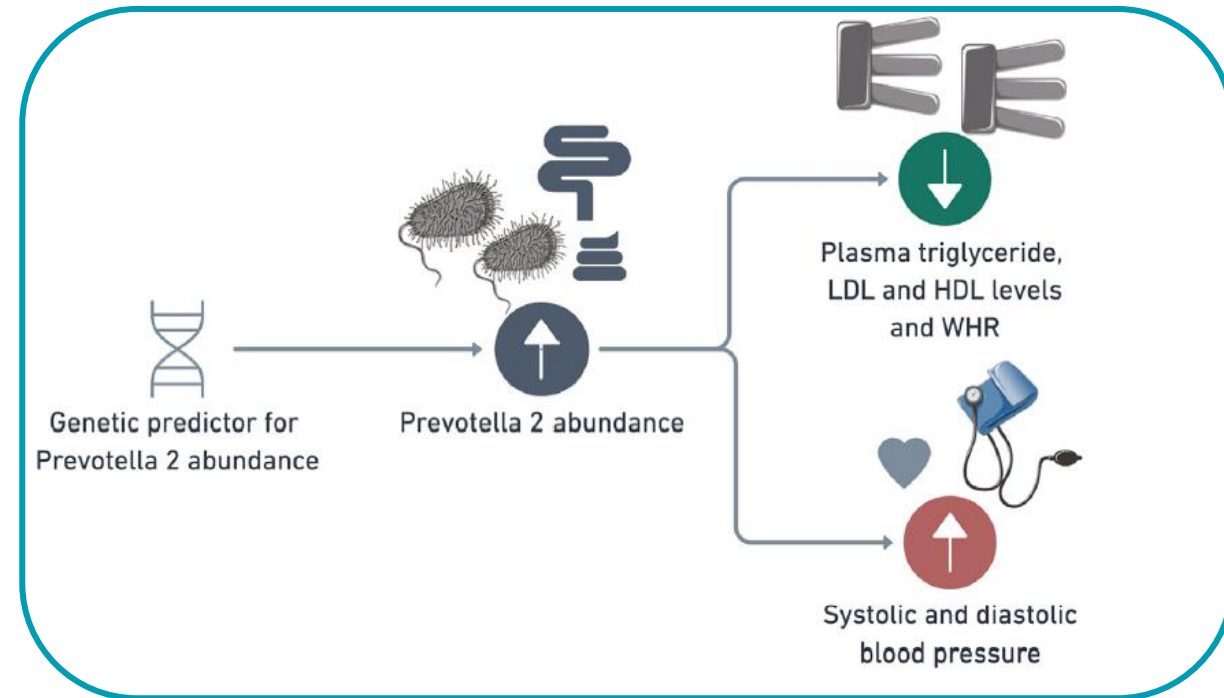 Genetic predictor for
Prevotella 2 abundance
Prevotella 2 abundance
Plasma triglyceride,
LDL and HDL levels
and WHR
Systolic and diastolic
blood pressure